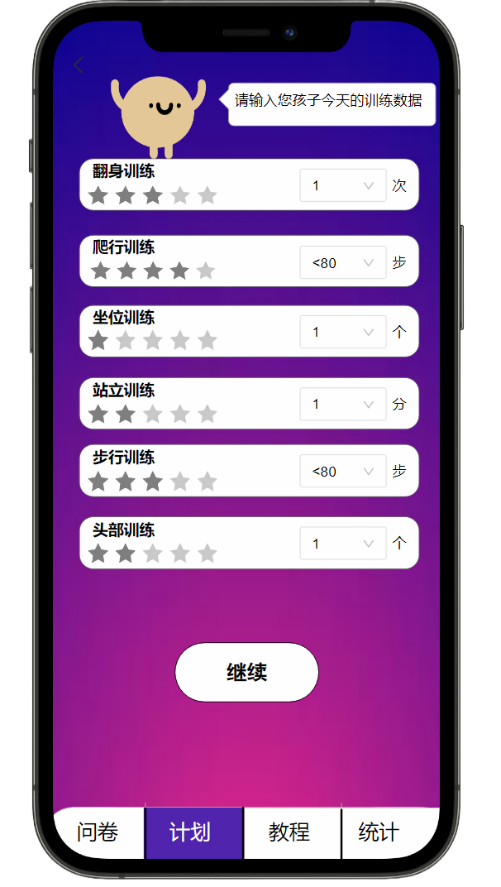 请输入您孩子今天的训练数据
翻身训练
1 次
爬行训练
<80 步
坐位训练
1 个
站立训练
1 分
步行训练
<80 步
头部训练
1 个
继续
问卷 计划 教程 统计